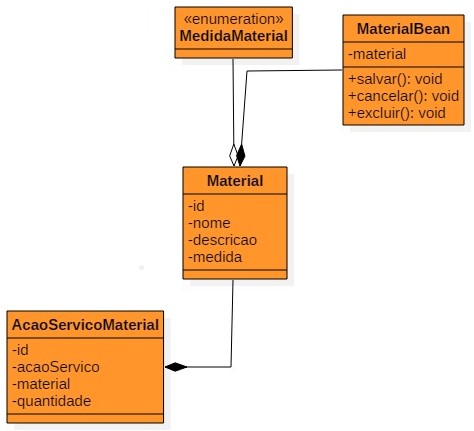 «enumeration»
MedidaMaterial
MaterialBean
-material
+salvar(): void
+cancelar(): void
+excluir(): void
Material
-id
-nome
-descricao
-medida
AcaoServicoMaterial
-id
-acaoServico
-material
-quantidade